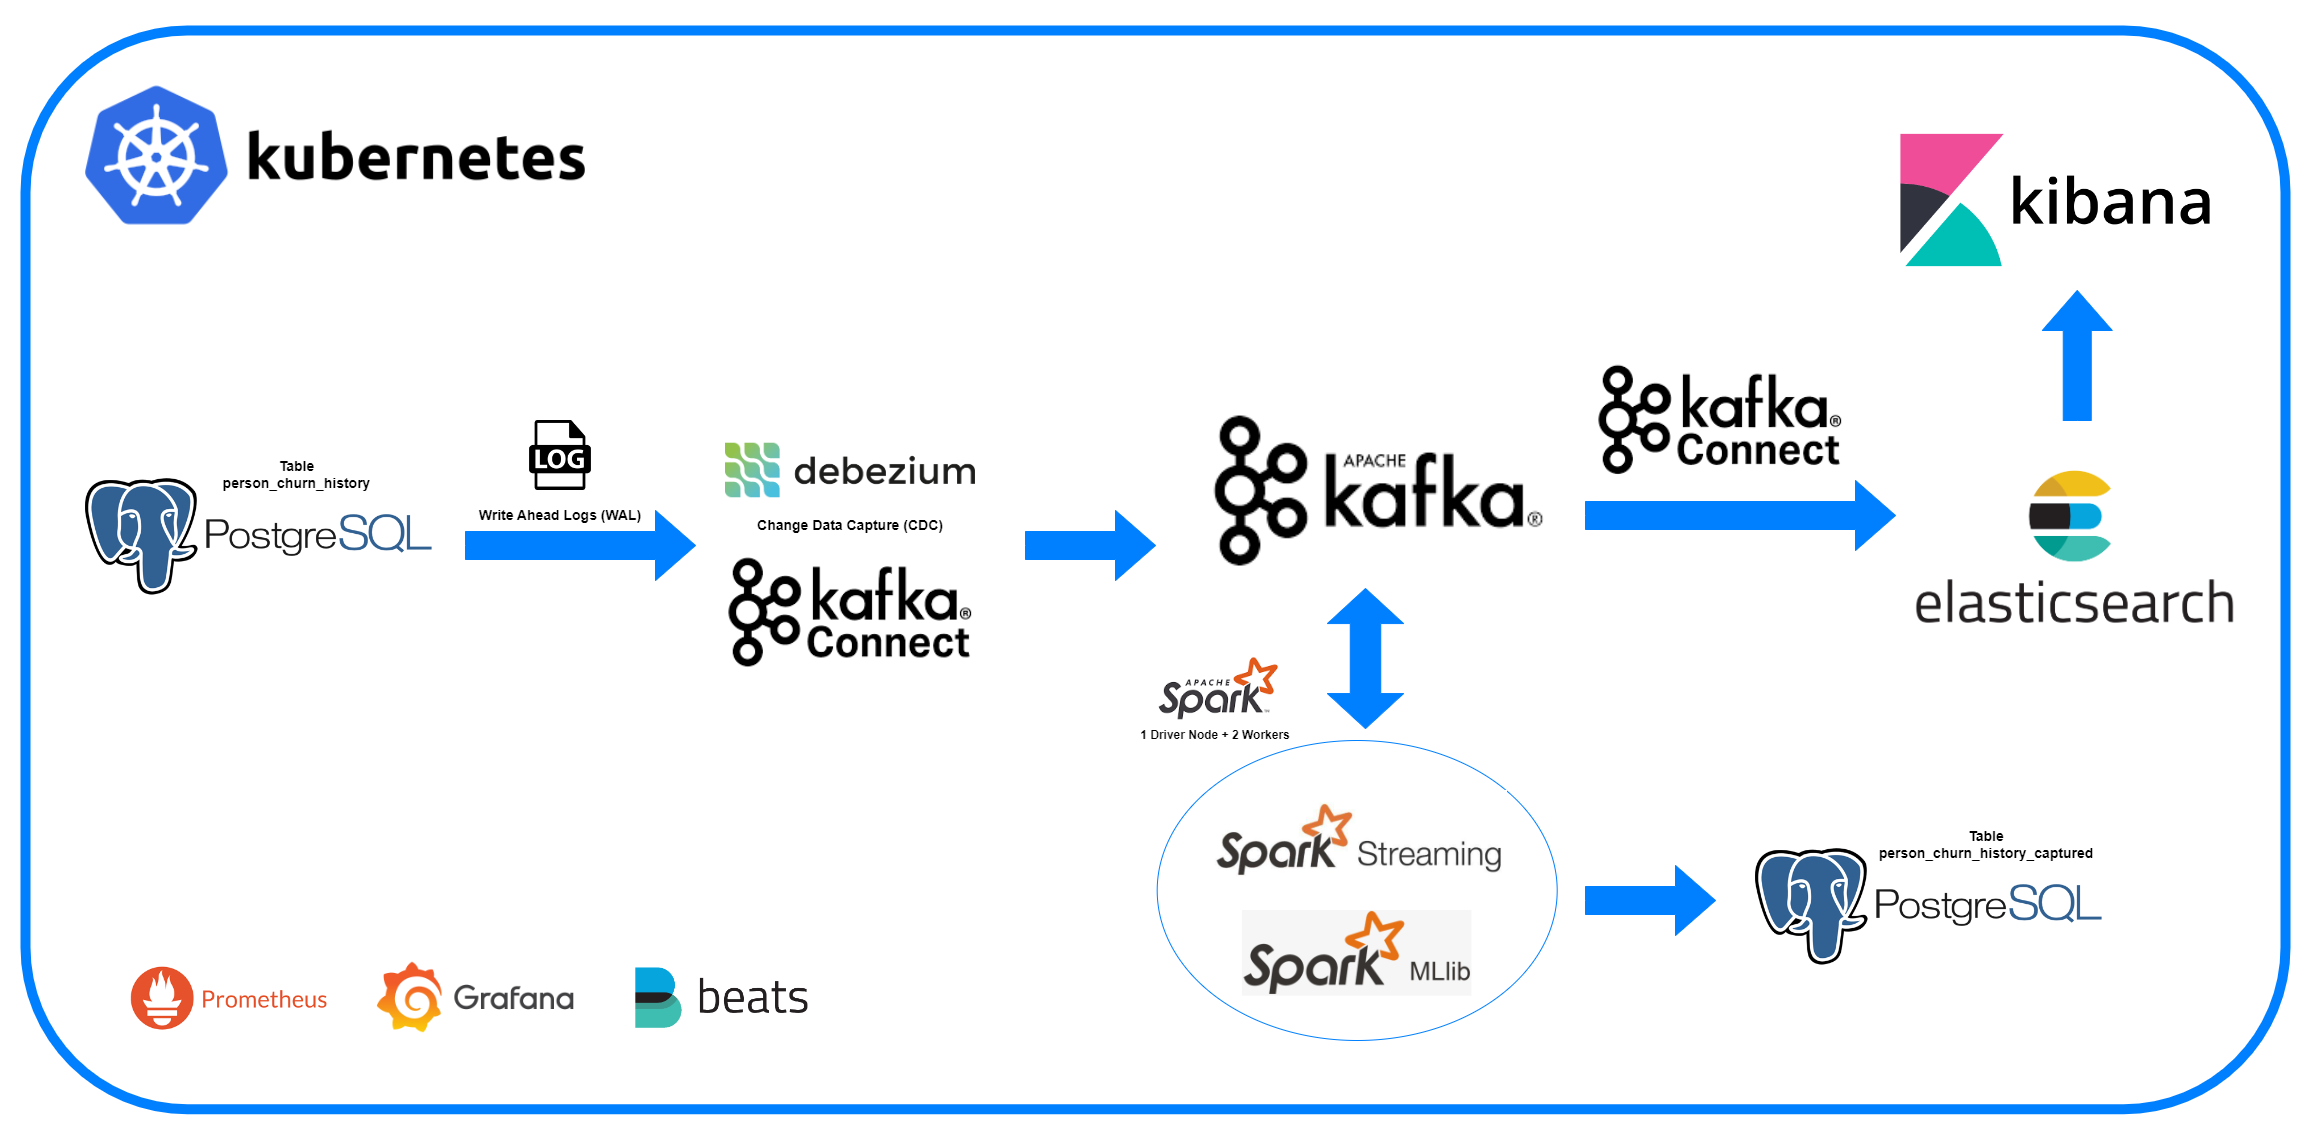 kubernetes
kibana
Table
person_churn_history
PostgreSQL
LOG
Write Ahead Logs (WAL)
debezium
Change Data Capture (CDC)
kafka®
Connect
APACHE
kafka®
kafka®
Connect
elasticsearch
APACHE
Spark™
1 Driver Node + 2 Workers
Spark Streaming
Spark MLlib
Table
person_churn_history_captured
PostgreSQL
Prometheus
Grafana
beats